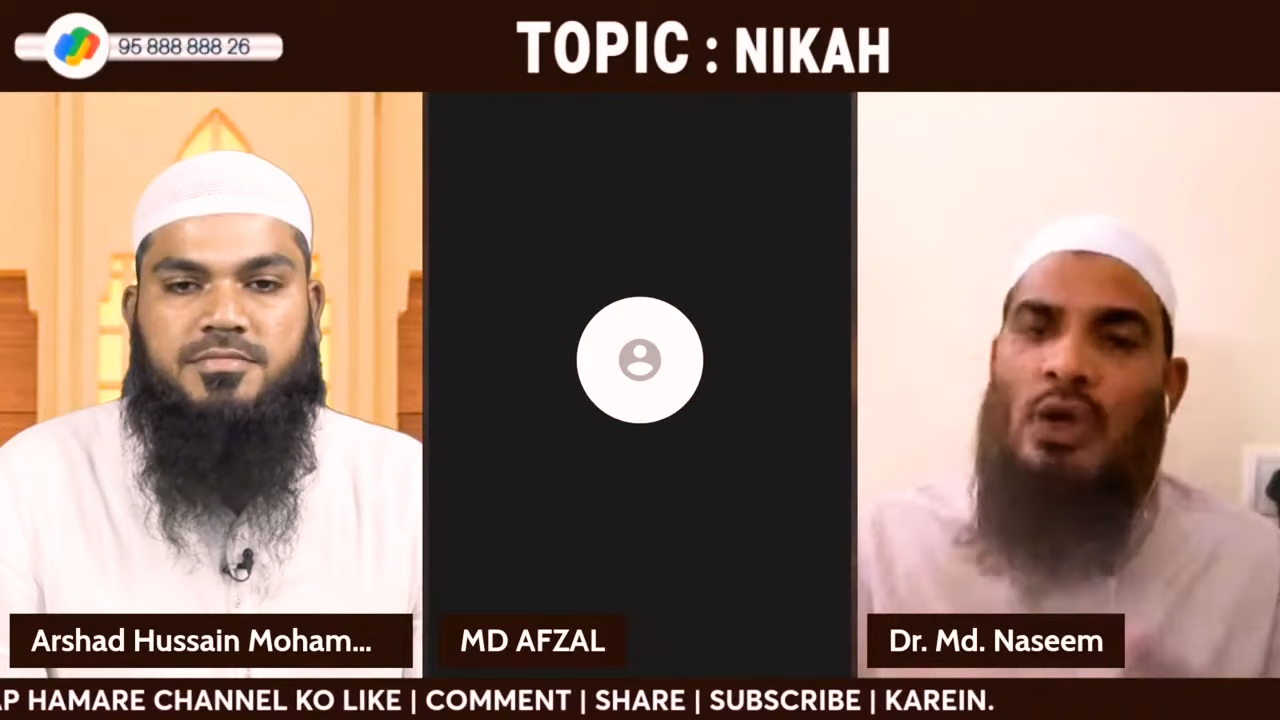 95 888 888 26
TOPIC : NIKAH
Arshad Hussain Moham...
MD AFZAL
Dr. Md. Naseem
HAMARE CHANNEL KO LIKE | COMMENT | SHARE | SUBSCRIBE | KAREIN.